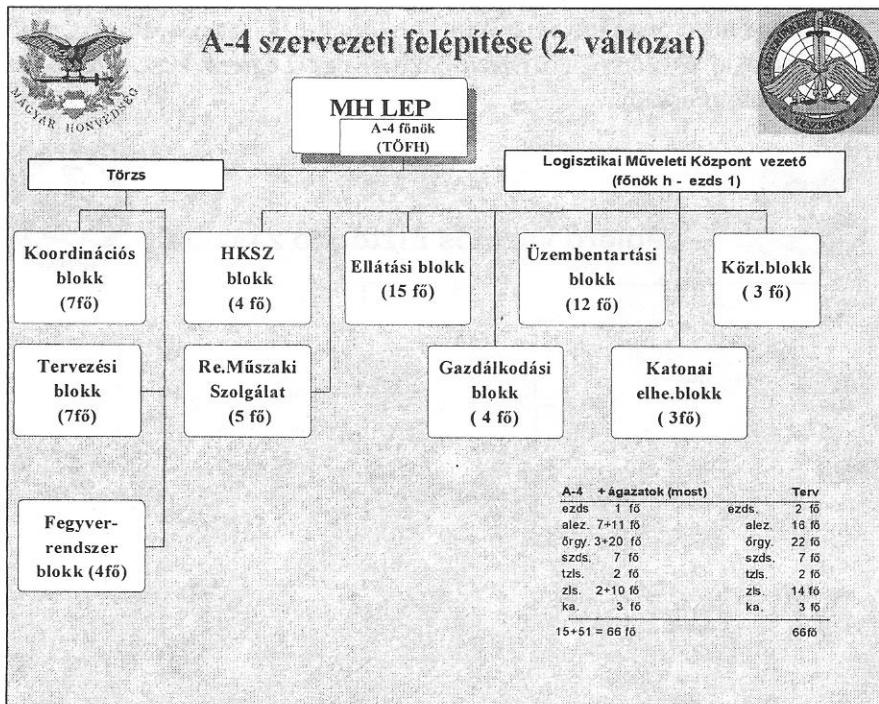 A-4 szervezeti felépítése (2. változat)
MAGYAR HONVÉDSÉG
VESZPRÉM
MH LEP
A-4 főnök
(TÖFH)
Törzs
Logisztikai Műveleti Központ vezető
(főnök h - ezds 1)
Koordinációs
blokk
(7fő)
HKSZ
blokk
(4 fő)
Ellátási blokk
(15 fő)
Üzembentartási
blokk
(12 fő)
Közl.blokk
( 3 fő)
Tervezési
blokk
(7fő)
Re.Műszaki
Szolgálat
(5 fő)
Gazdálkodási
blokk
( 4 fő)
Katonai
elhe.blokk
( 3fő)
Fegyver-
rendszer
blokk (4fő)
A-4 + ágazatok (most) Terv
ezds 1 fő ezds. 2 fő
alez. 7+11 fő alez. 16 fő
őrgy. 3+20 fő őrgy. 22 fő
szds. 7 fő szds. 7 fő
tzls. 2 fő tzls. 2 fő
zls. 2+10 fő zls. 14 fő
ka. 3 fő ka. 3 fő
15+51 = 66 fő 66fő